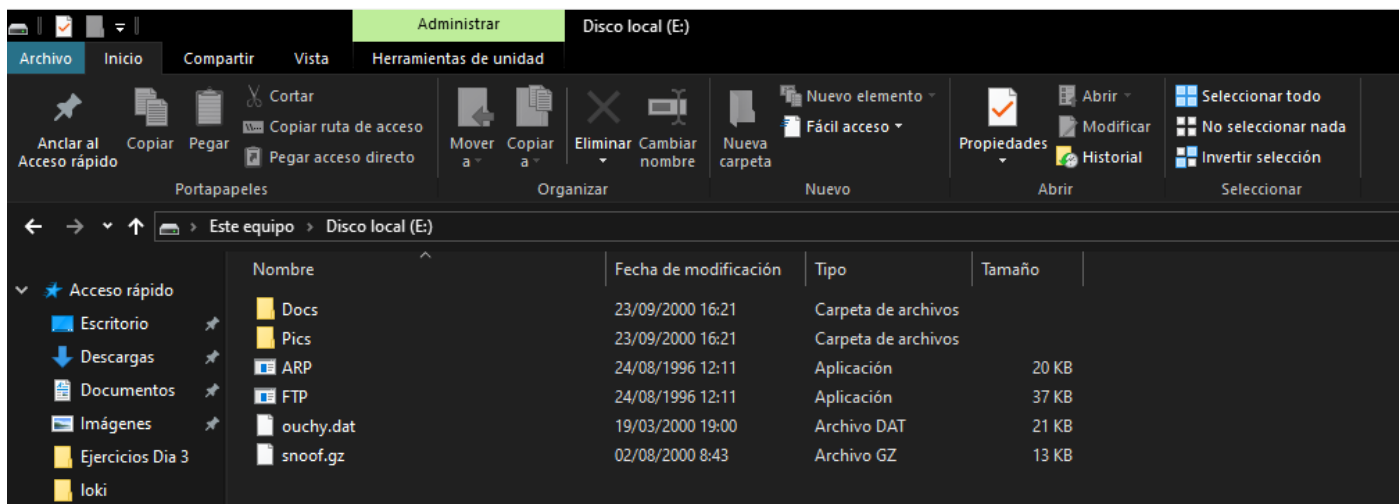 Administrar
Disco local (E:)
Archivo
Inicio
Compartir
Vista
Herramientas de unidad
Anclar al
Acceso rápido
Copiar
Pegar
Cortar
Copiar ruta de acceso
Pegar acceso directo
Portapapeles
Mover
a
Copiar
a
Eliminar
Cambiar
nombre
Organizar
Nueva
carpeta
Nuevo elemento
Fácil acceso
Nuevo
Propiedades
Abrir
Modificar
Historial
Abrir
Seleccionar todo
No seleccionar nada
Invertir selección
Seleccionar
Este equipo > Disco local (E:)
Acceso rápido
Escritorio
Descargas
Documentos
Imágenes
Ejercicios Dia 3
loki
Nombre Fecha de modificación Tipo Tamaño
Docs 23/09/2000 16:21 Carpeta de archivos
Pics 23/09/2000 16:21 Carpeta de archivos
ARP 24/08/1996 12:11 Aplicación 20 KB
FTP 24/08/1996 12:11 Aplicación 37 KB
ouchy.dat 19/03/2000 19:00 Archivo DAT 21 KB
snoof.gz 02/08/2000 8:43 Archivo GZ 13 KB